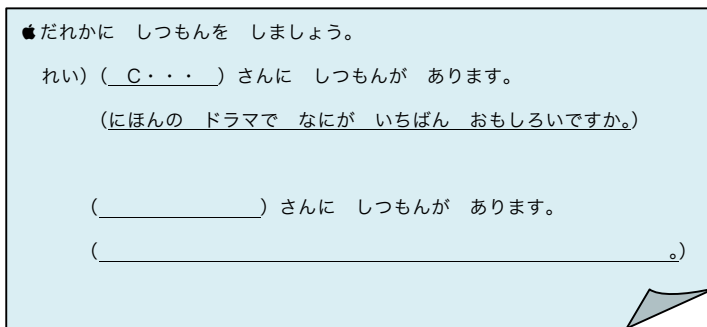 だれかに　しつもんを　しましょう。
れい）（　C・・・　）さんに　しつもんが　あります。
（にほんの　ドラマで　なにが　いちばん　おもしろいですか。）
（　　　　　　　　）さんに　しつもんが　あります。
（　　　　　　　　　　　　　　　　　　　　　　　　　　　。）